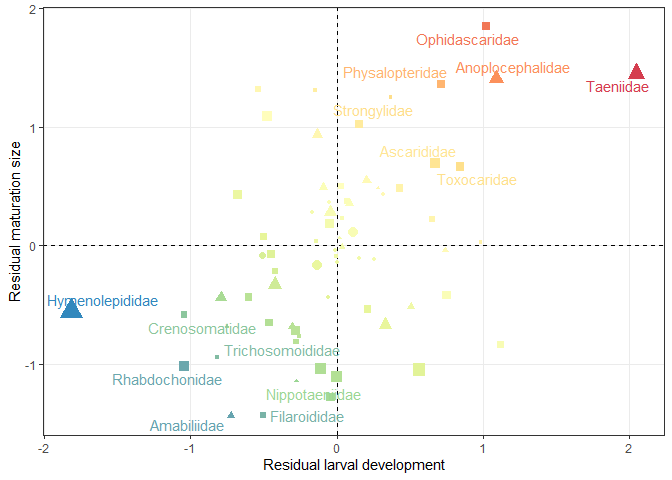 2
Ophidascaridae
Physalopteridae
Anoplocephalidae
Taeniidae
Strongylidae
1
Ascarididae
Toxocaridae
Residual maturation size
0
Hymenolepididae
Crenosomatidae
Trichosomoididae
-1
Rhabdochonidae
Nippotaeniidae
Filaroididae
Amabiliidae
-2 -1 0 1 2
Residual larval development